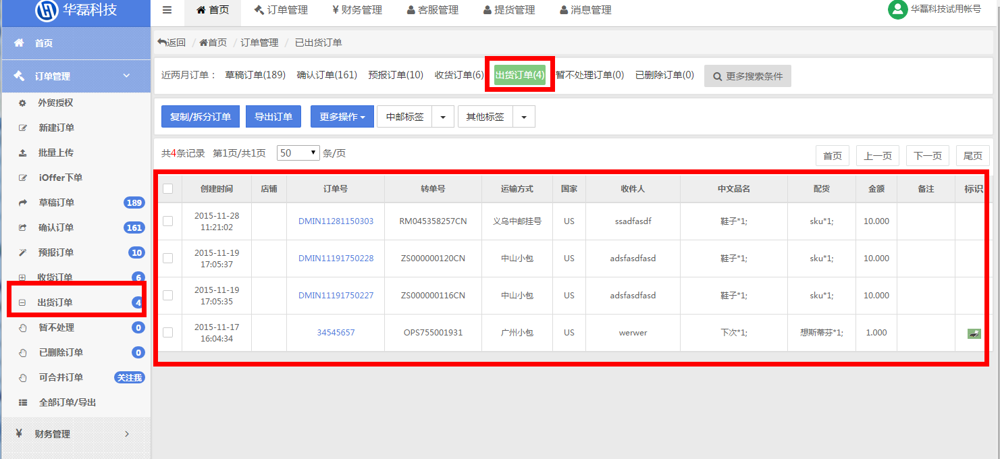 华磊科技
首页 订单管理 ¥ 财务管理 客服管理 提货管理 消息管理
华磊科技试用帐号
首页
订单管理
外贸授权
新建订单
批量上传
iOffer下单
草稿订单 189
确认订单 161
预报订单 10
收货订单 6
出货订单 4
暂不处理 0
已删除订单 0
可合并订单 关注我
全部订单/导出
¥ 财务管理
返回 / 首页 / 订单管理 / 已出货订单
近两月订单： 草稿订单(189) 确认订单(161) 预报订单(10) 收货订单(6) 出货订单(4) 暂不处理订单(0) 已删除订单(0) 更多搜索条件
复制/拆分订单 导出订单 更多操作 中邮标签 其他标签
共4条记录 第1页/共1页 50 条/页 首页 上一页 下一页 尾页
创建时间 店铺 订单号 转单号 运输方式 国家 收件人 中文品名 配货 金额 备注 标识
2015-11-28
11:21:02 DMIN11281150303 RM045358257CN 义乌中邮挂号 US ssadfasdf 鞋子*1; sku*1; 10.000
2015-11-19
17:05:37 DMIN11191750228 ZS000000120CN 中山小包 US adsfasdfasd 鞋子*1; sku*1; 10.000
2015-11-19
17:05:35 DMIN11191750227 ZS000000116CN 中山小包 US adsfasdfasd 鞋子*1; sku*1; 10.000
2015-11-17
16:04:34 34545657 OPS755001931 广州小包 US werwer 下次*1; 想斯蒂芬*1; 1.000